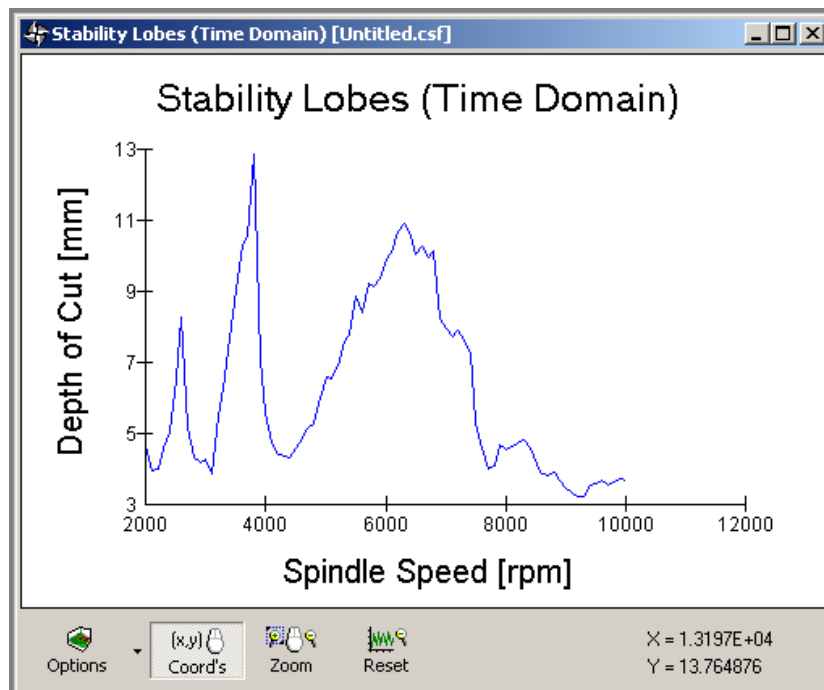 Stability Lobes (Time Domain) [Untitled.csf]
Stability Lobes (Time Domain)
Depth of Cut [mm]
13
11
9
7
5
3
2000 4000 6000 8000 10000 12000
Spindle Speed [rpm]
Options
(x,y)
Coord's
Zoom
Reset
X = 1.3197E+04
Y = 13.764876